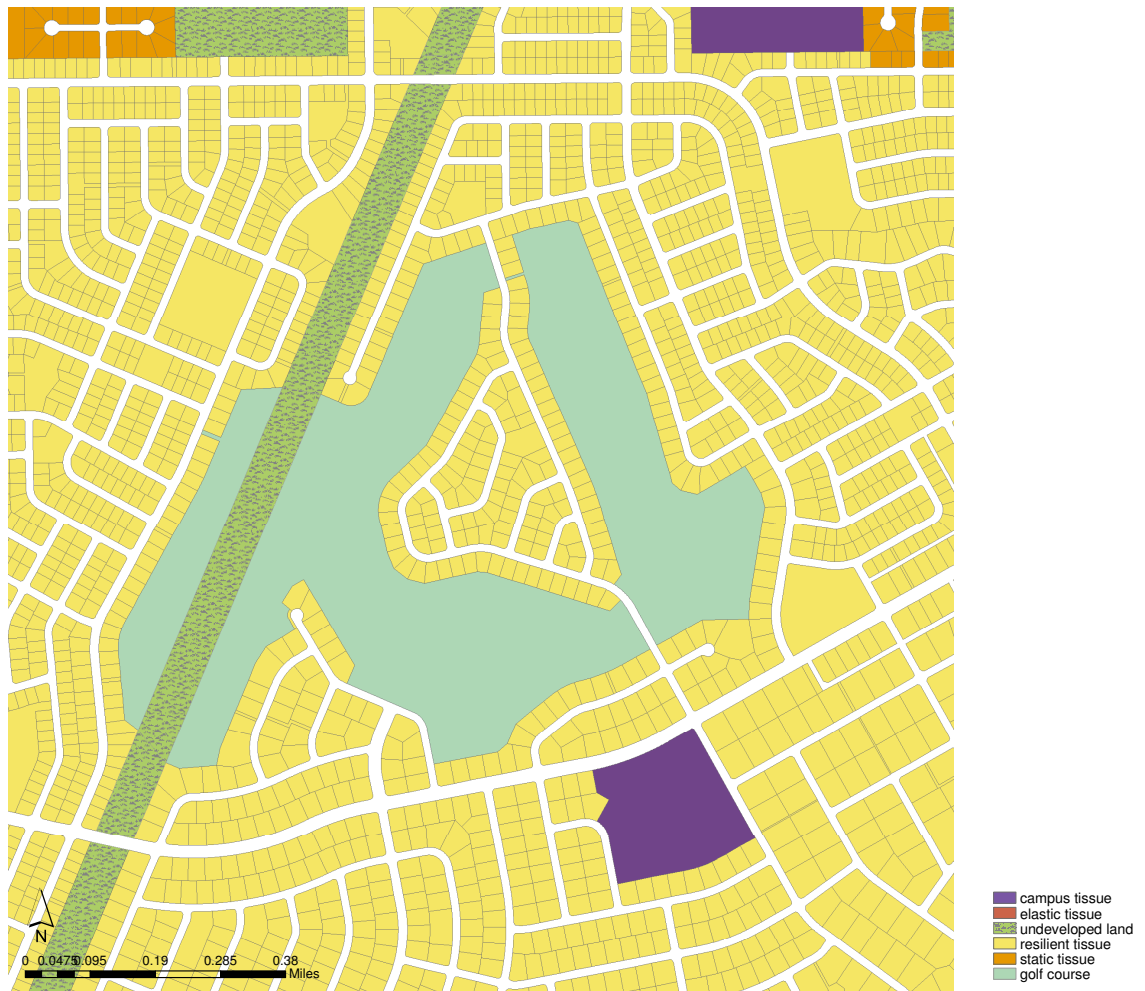 campus tissue
elastic tissue
undeveloped land
resilient tissue
static tissue
golf course
N
0 0.0475 0.095 0.19 0.285 0.38
Miles